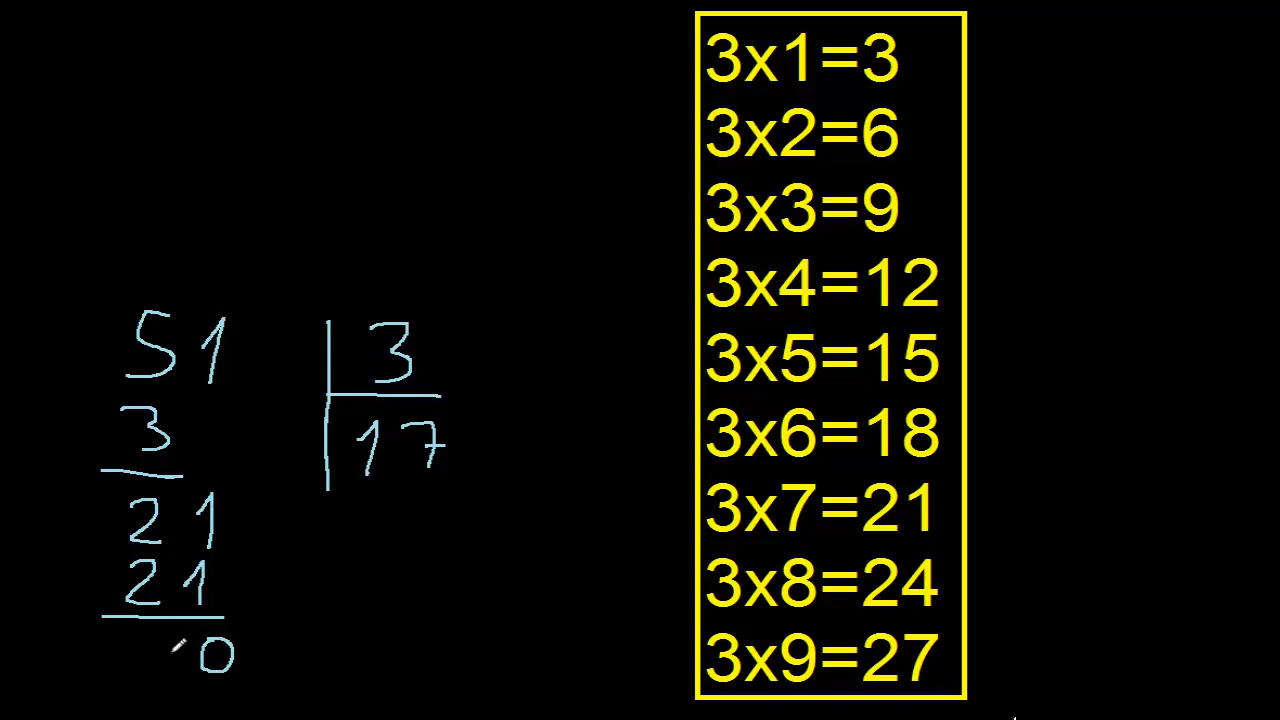 51 3
3 17
21
21
0
3x1=3
3x2=6
3x3=9
3x4=12
3x5=15
3x6=18
3x7=21
3x8=24
3x9=27